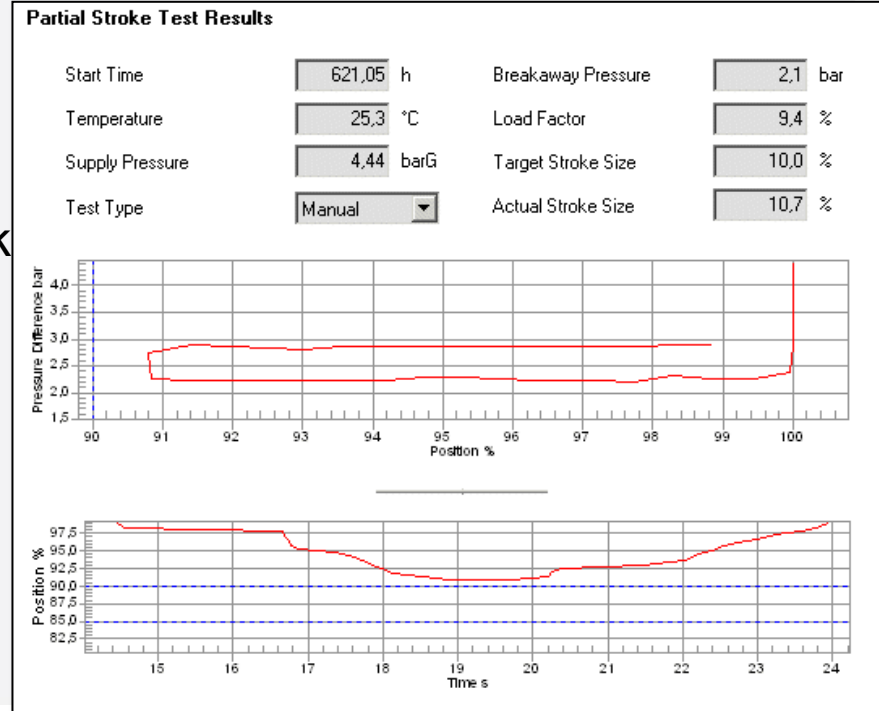 Partial Stroke Test Results
Start Time 621,05 h Breakaway Pressure 2,1 bar
Temperature 25,3 °C Load Factor 9,4 %
Supply Pressure 4,44 barG Target Stroke Size 10,0 %
Test Type Manual Actual Stroke Size 10,7 %
k
Pressure Difference bar
4,0
3,5
3,0
2,5
2,0
1,5
90 91 92 93 94 95 96 97 98 99 100
Position %
Position %
97,5
95,0
92,5
90,0
87,5
85,0
82,5
15 16 17 18 19 20 21 22 23 24
Time s